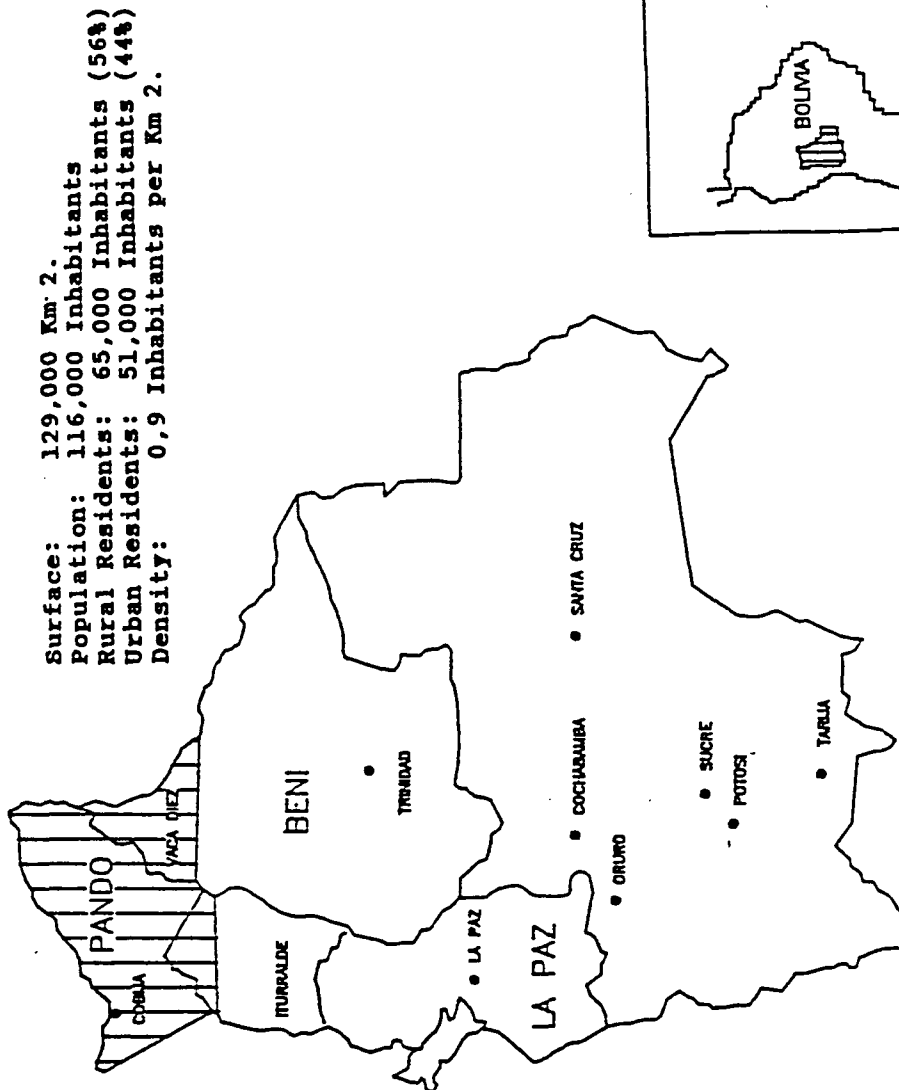 Surface: 129,000 Km 2.
Population: 116,000 Inhabitants
Rural Residents: 65,000 Inhabitants (56%)
Urban Residents: 51,000 Inhabitants (44%)
Density: 0,9 Inhabitants per Km 2.
PANDO
COBIJA
VACA DIEZ
ITURRALDE
BENI
TRINIDAD
LA PAZ
LA PAZ
COCHABAMBA
SANTA CRUZ
ORURO
SUCRE
POTOSI
TARIJA
BOLIVIA